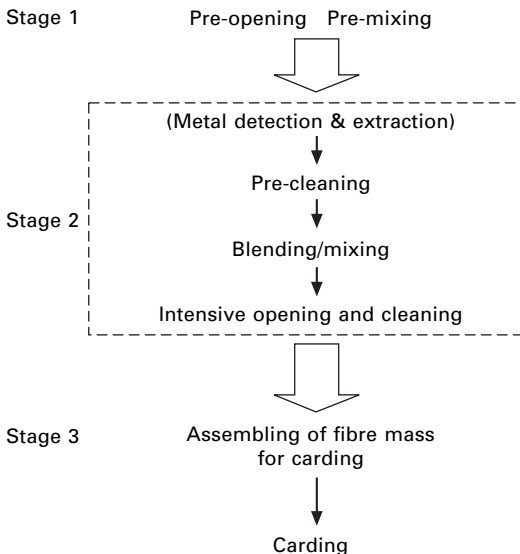 Stage 1 Pre-opening Pre-mixing
(Metal detection & extraction)
Pre-cleaning
Stage 2
Blending/mixing
Intensive opening and cleaning
Stage 3 Assembling of fibre mass
for carding
Carding